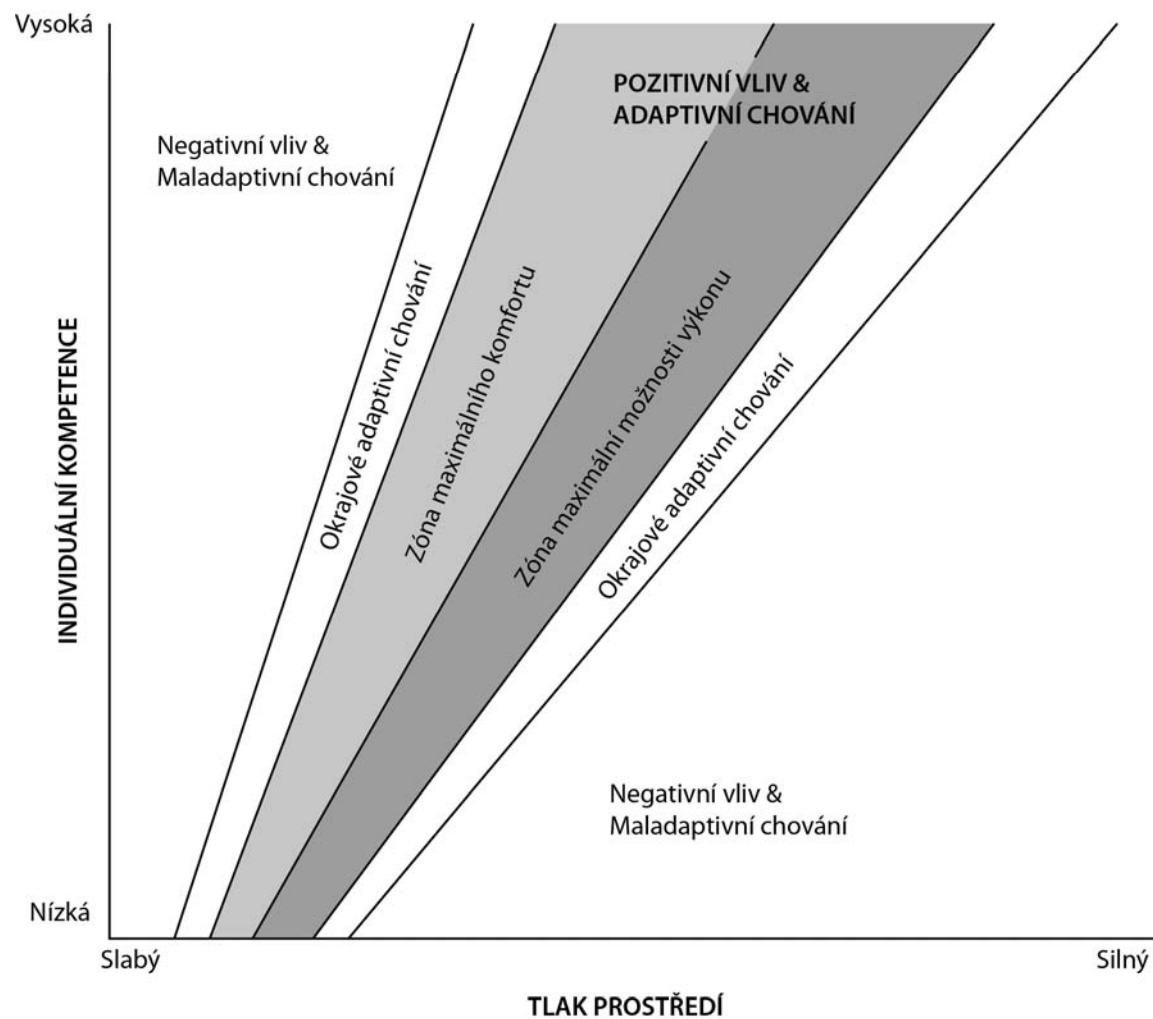 Vysoká
POZITIVNÍ VLIV &
ADAPTIVNÍ CHOVÁNÍ
Negativní vliv &
Maladaptivní chování
INDIVIDUÁLNÍ KOMPETENCE
Okrajové adaptivní chování
Zóna maximálního komfortu
Zóna maximální možnosti výkonu
Okrajové adaptivní chování
Negativní vliv &
Maladaptivní chování
Nízká
Slabý
Silný
TLAK PROSTŘEDÍ